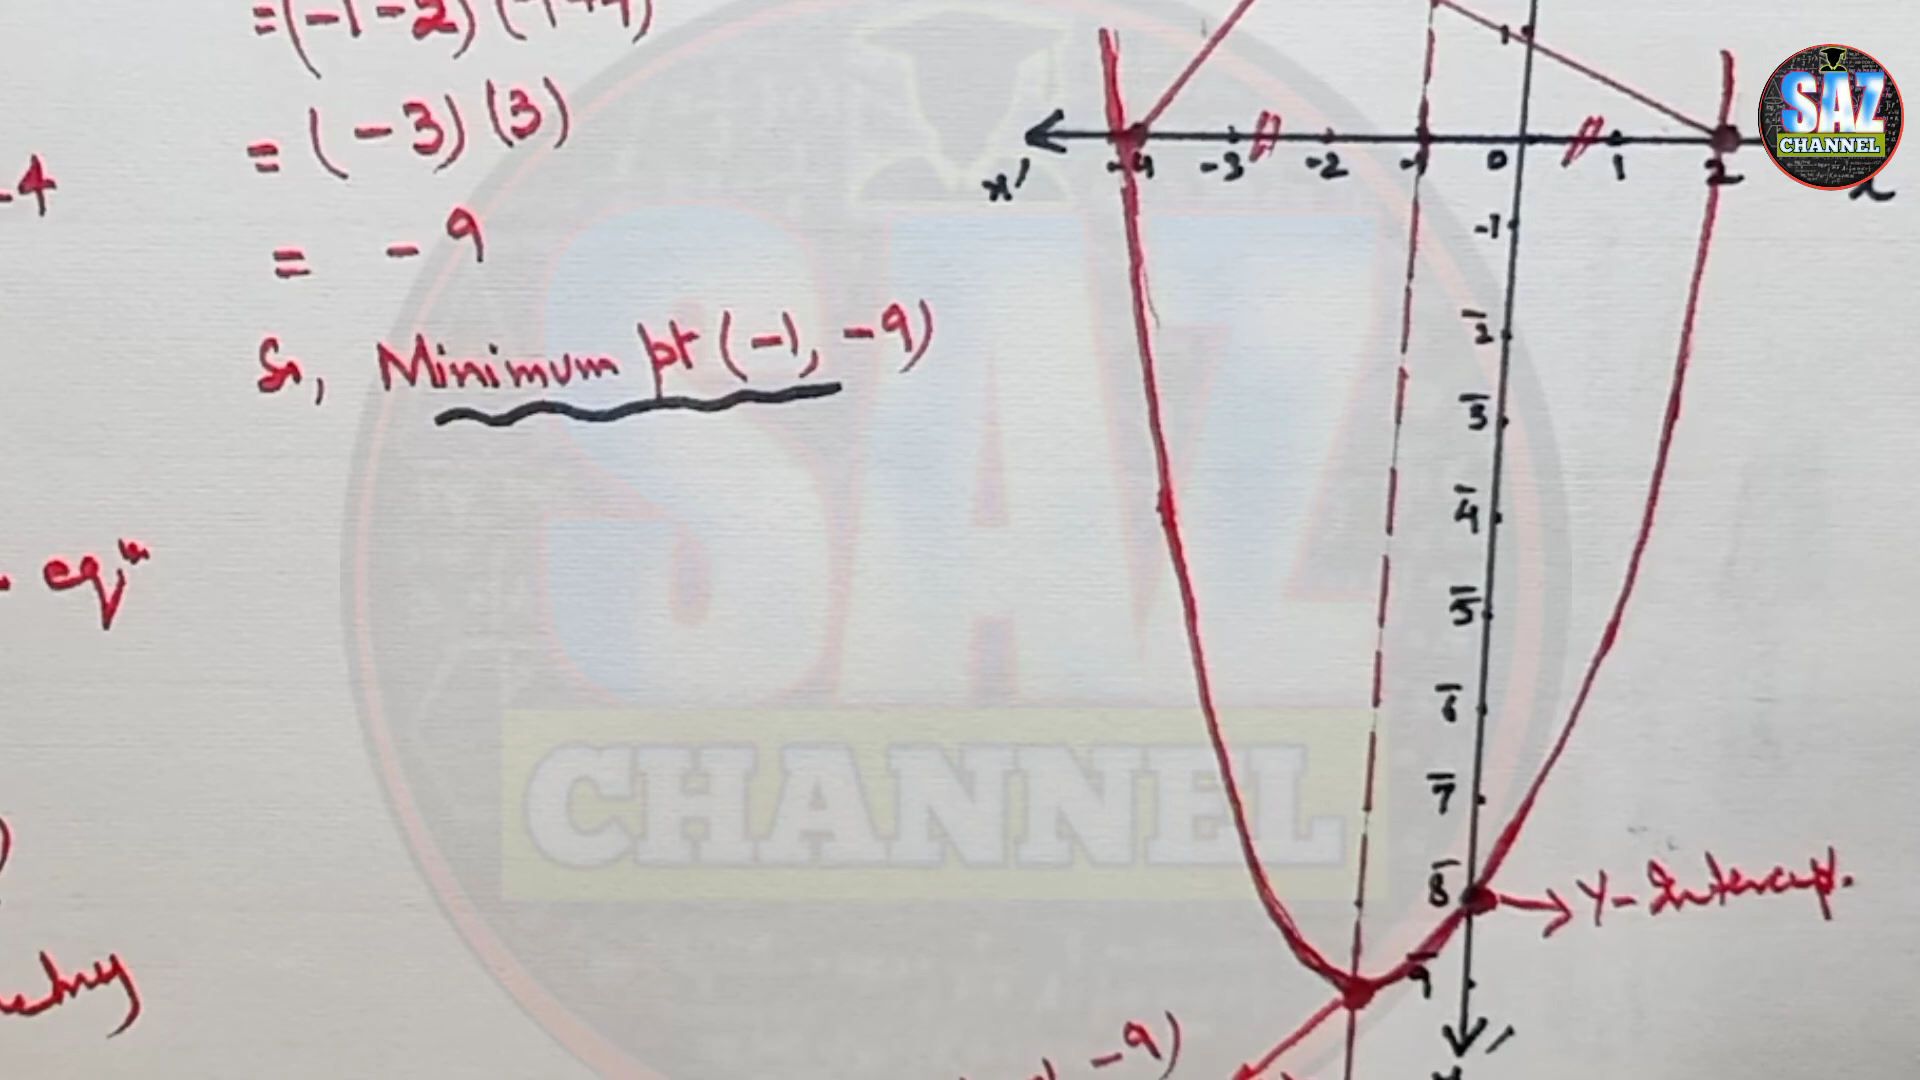 =(-1-2)(-1+4)
= (-3)(3)
-4
= -9
So, Minimum pt (-1, -9)
eqn
-9)
1
x' -4 -3 -2 -1 0 1 2 x
-1
-2
-3
-4
-5
-6
-7
-8 → Y-Intercept.
-9
SAZ
CHANNEL
SAZ
CHANNEL